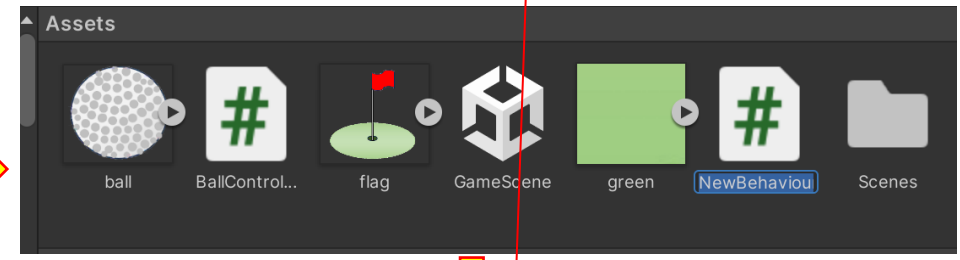 Assets
ball
BallControl...
flag
GameScene
green
NewBehaviou
Scenes